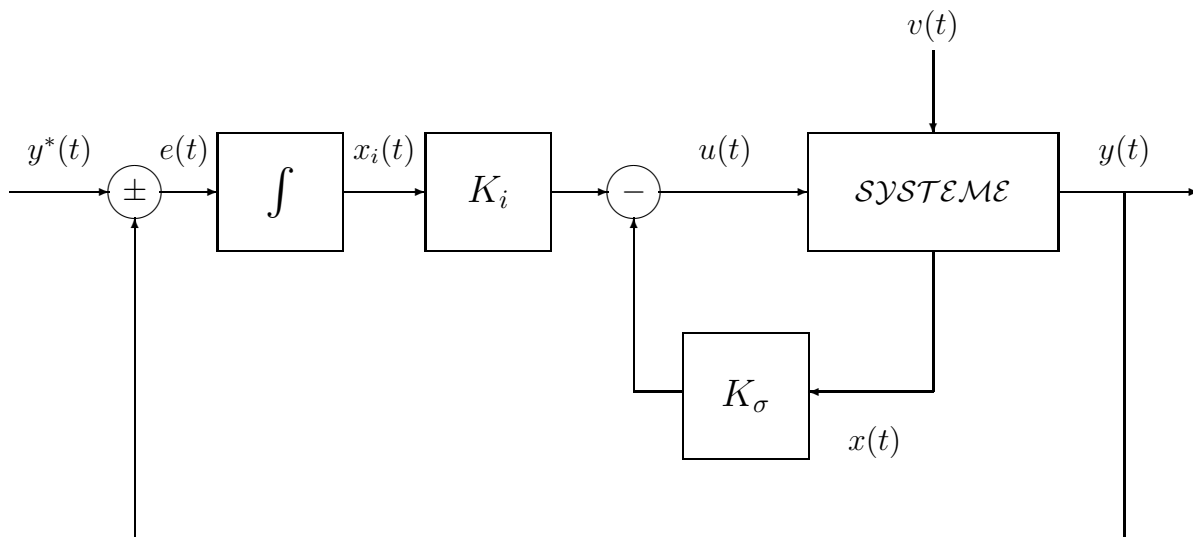 v(t)
y*(t)
e(t)
x_i(t)
u(t)
y(t)
±
∫
K_i
−
SYSTEME
K_σ
x(t)